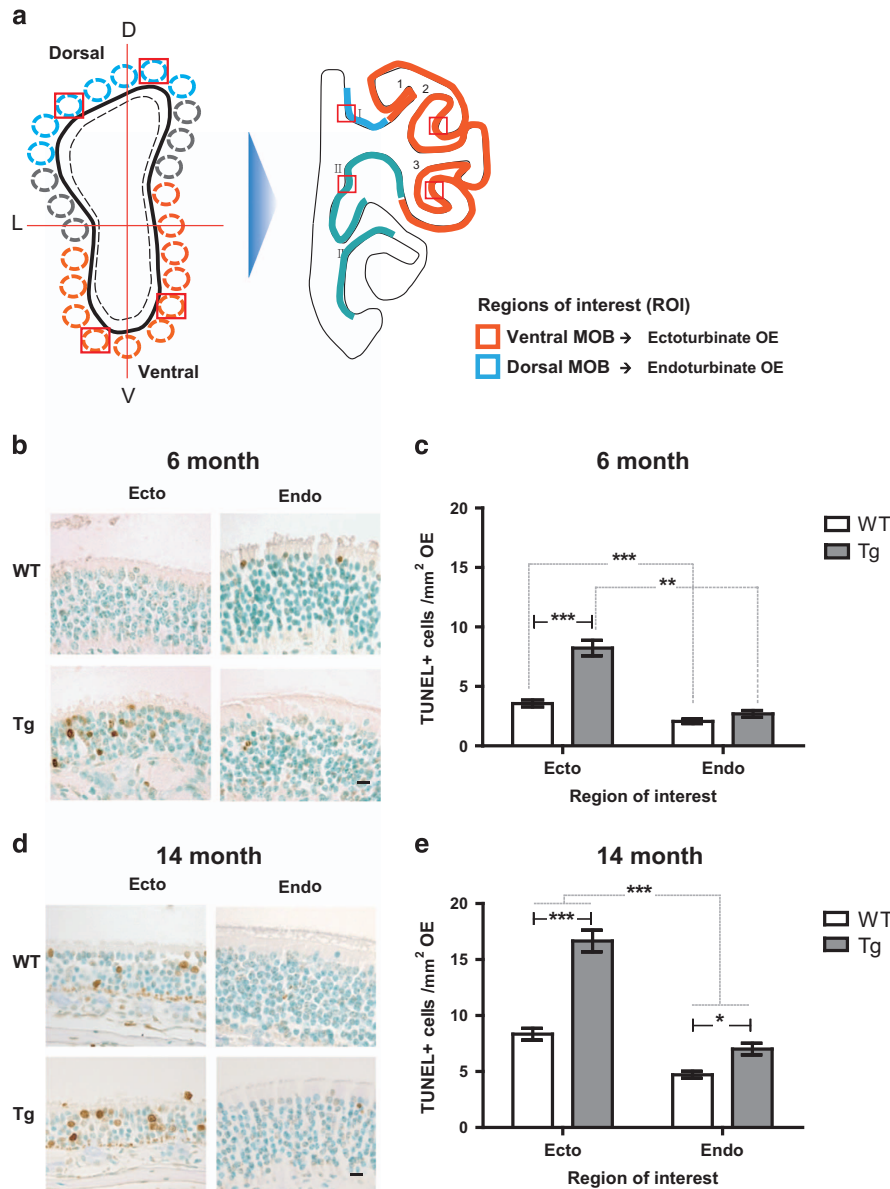 a
D
Dorsal
L
Ventral
V
1
2
I
3
II
II
Regions of interest (ROI)
Ventral MOB → Ectoturbinate OE
Dorsal MOB → Endoturbinate OE
b
6 month
Ecto Endo
WT
Tg
c
6 month
WT
Tg
TUNEL+ cells /mm² OE
20
15
10
5
0
***
**
***
Ecto Endo
Region of interest
d
14 month
Ecto Endo
WT
Tg
e
14 month
WT
Tg
TUNEL+ cells /mm² OE
20
15
10
5
0
***
***
*
Ecto Endo
Region of interest